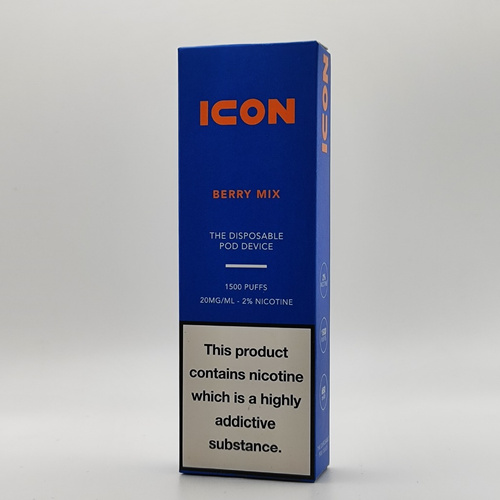 ICON
BERRY MIX
THE DISPOSABLE
POD DEVICE
1500 PUFFS
20MG/ML - 2% NICOTINE
This product
contains nicotine
which is a highly
addictive
substance.
ICON